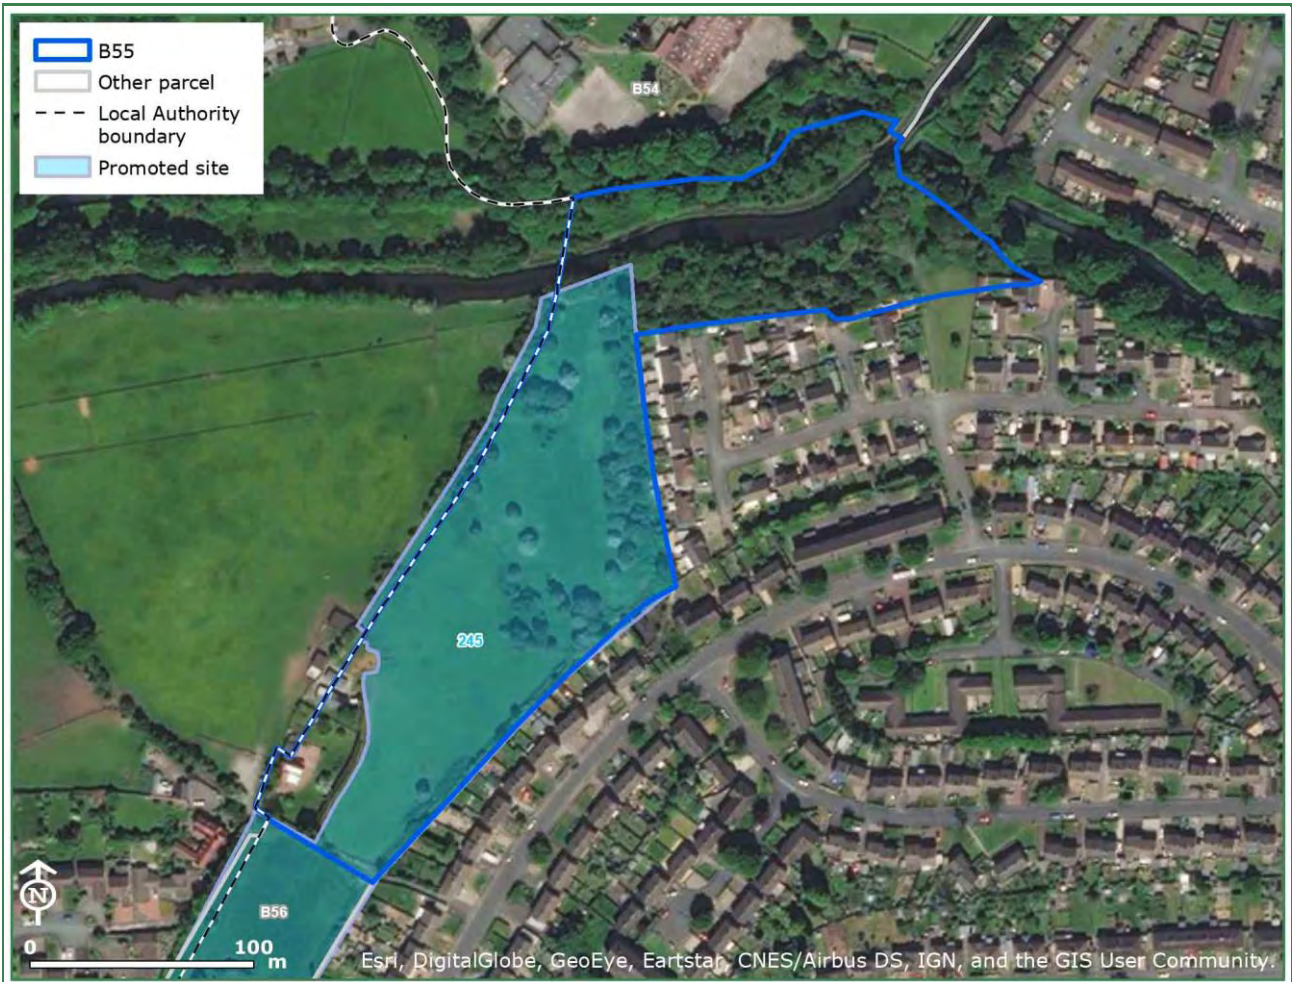 B55
Other parcel
Local Authority
boundary
Promoted site
B54
245
B56
N
0 100
m
Esri, DigitalGlobe, GeoEye, Eartstar, CNES/Airbus DS, IGN, and the GIS User Community.